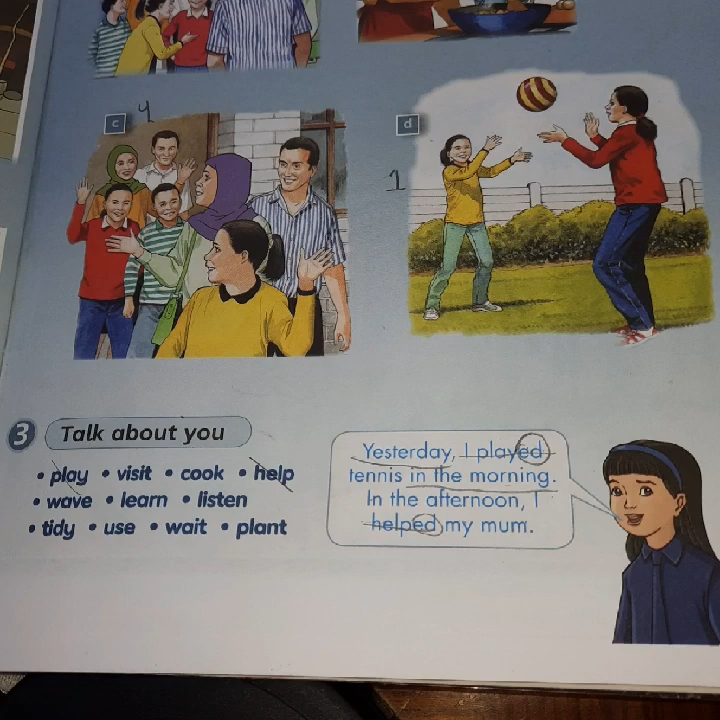 c 4
d
1
3 Talk about you
• play • visit • cook • help
• wave • learn • listen
• tidy • use • wait • plant
Yesterday, I played
tennis in the morning.
In the afternoon, I
helped my mum.